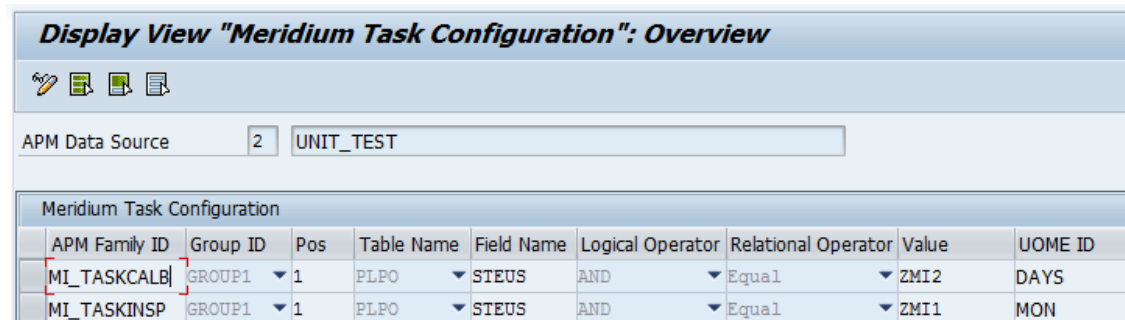 Display View "Meridium Task Configuration": Overview
APM Data Source 2 UNIT_TEST
Meridium Task Configuration
APM Family ID Group ID Pos Table Name Field Name Logical Operator Relational Operator Value UOME ID
MI_TASKCALB GROUP1 1 PLPO STEUS AND Equal ZMI2 DAYS
MI_TASKINSP GROUP1 1 PLPO STEUS AND Equal ZMI1 MON